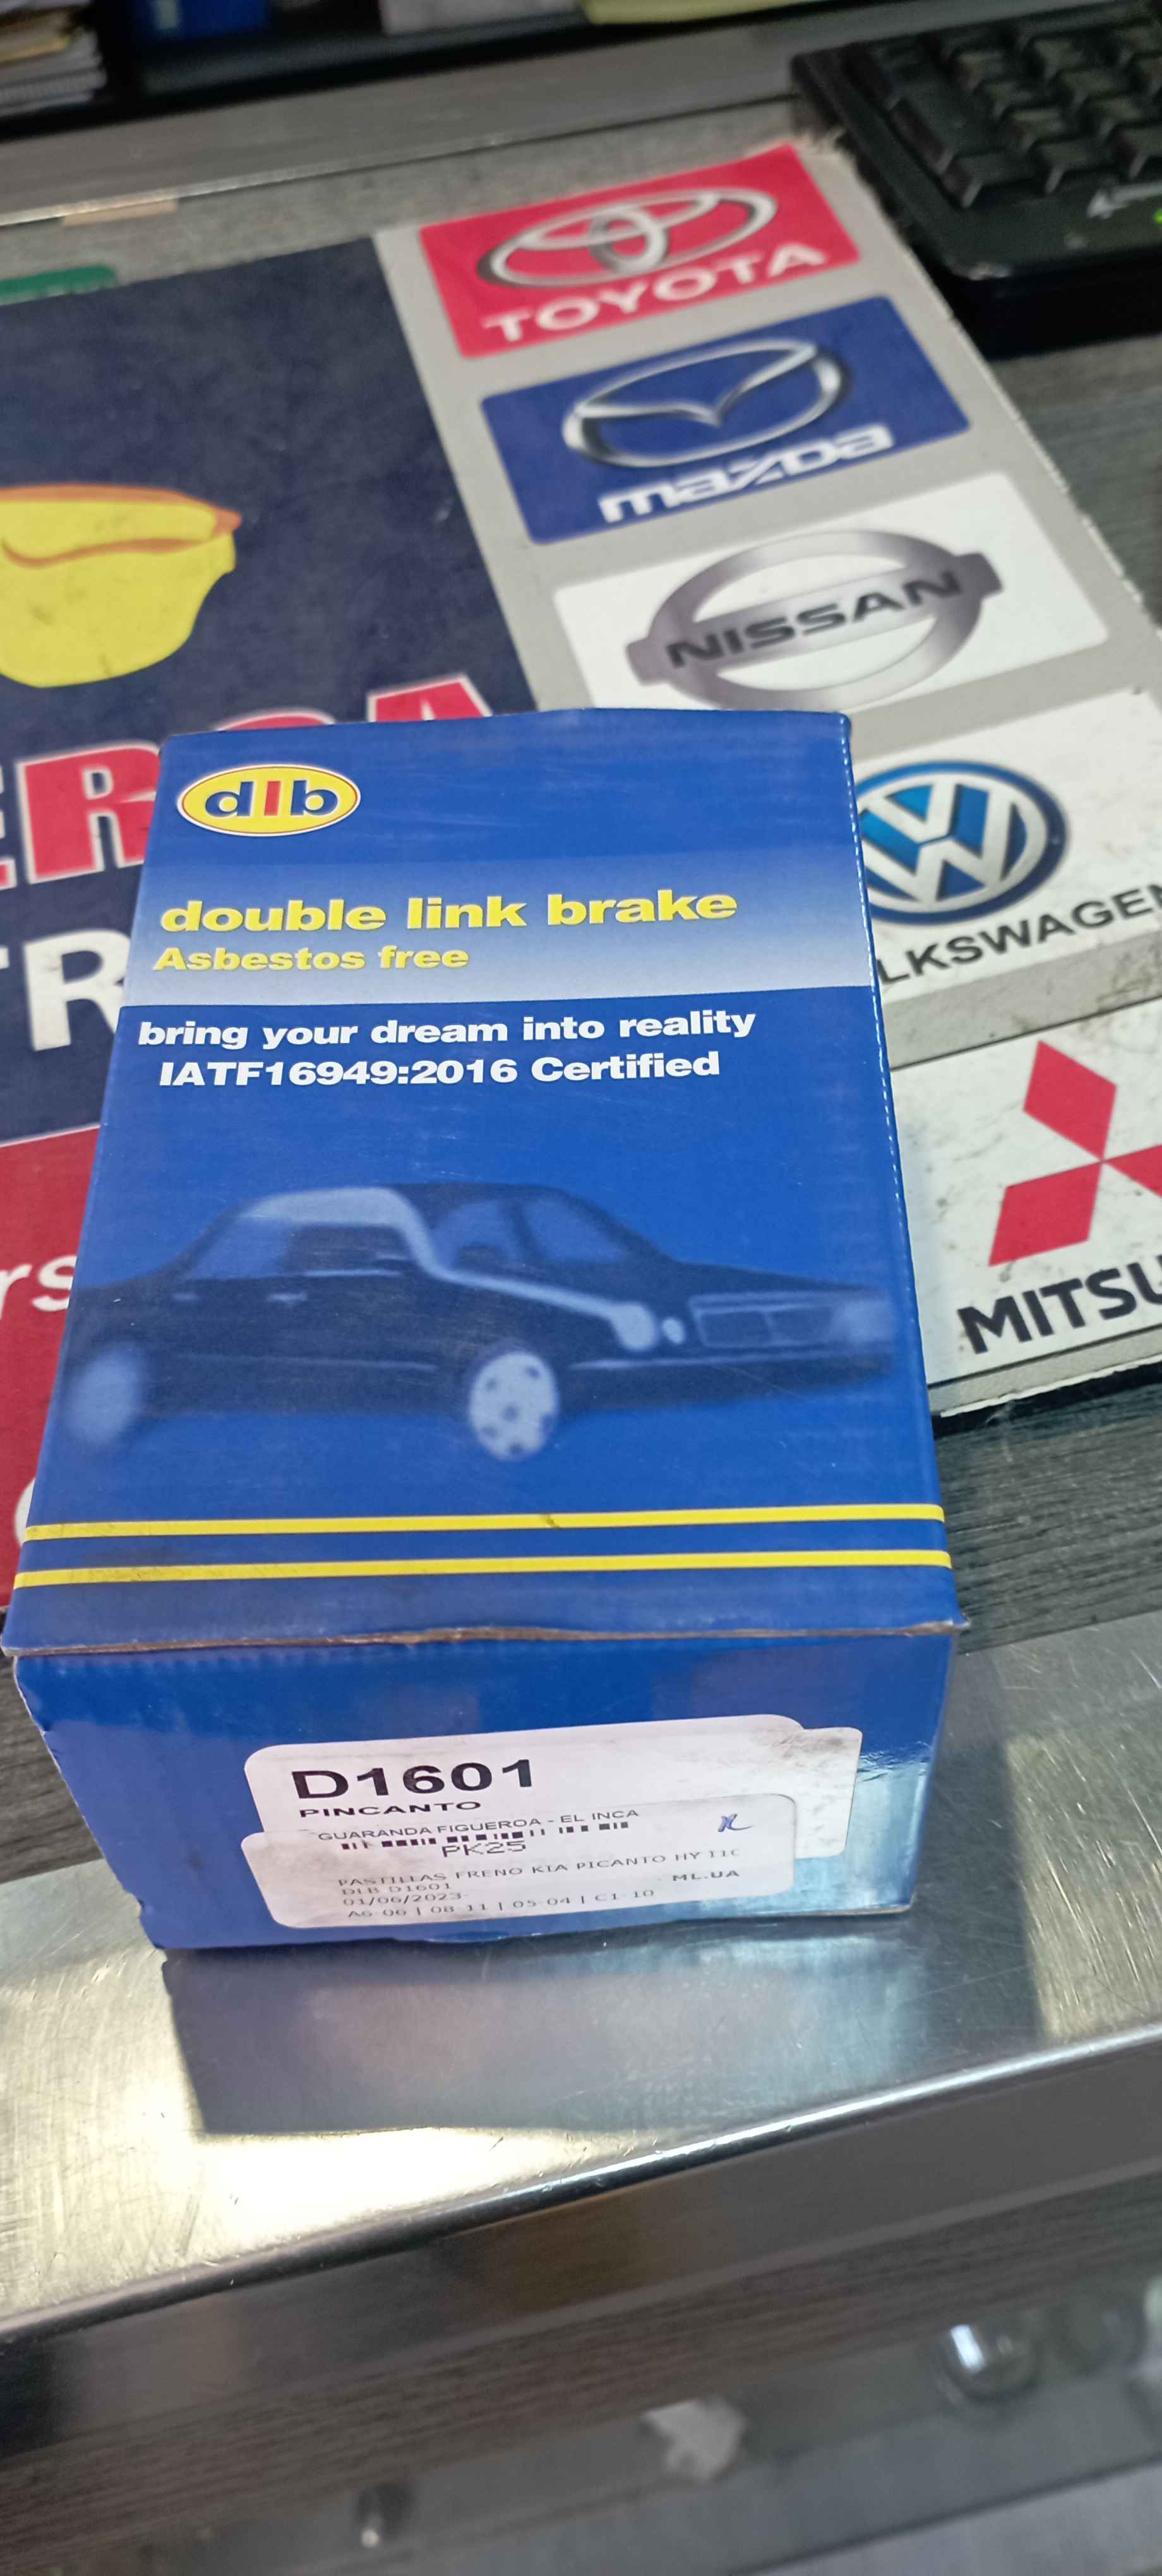 TOYOTA
mazda
NISSAN
dlb
double link brake
Asbestos free
bring your dream into reality
IATF16949:2016 Certified
D1601
PINCANTO
GUARANDA FIGUEROA - EL INCA
PK25
PASTILLAS FRENO KIA PICANTO HY I10
DLB D1601
ML.UA
01/06/2023
A6-06 | 08-11 | 05-04 | C1-10